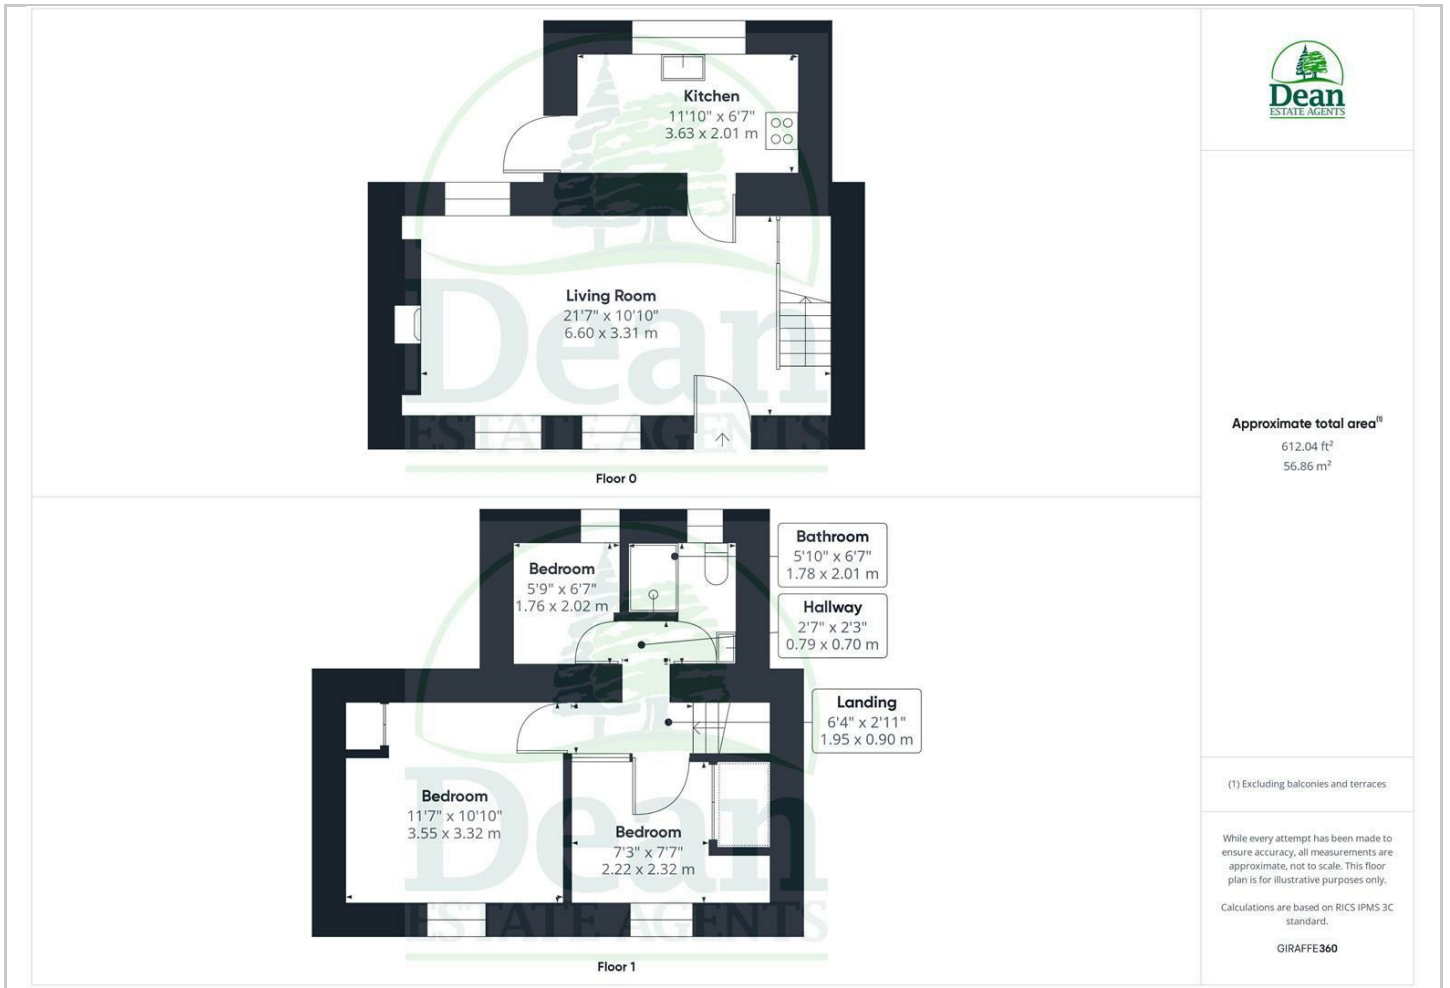 Kitchen
11'10" x 6'7"
3.63 x 2.01 m
Living Room
21'7" x 10'10"
6.60 x 3.31 m
Dean
ESTATE AGENTS
Floor 0
Bathroom
5'10" x 6'7"
1.78 x 2.01 m
Bedroom
5'9" x 6'7"
1.76 x 2.02 m
Hallway
2'7" x 2'3"
0.79 x 0.70 m
Landing
6'4" x 2'11"
1.95 x 0.90 m
Bedroom
11'7" x 10'10"
3.55 x 3.32 m
Bedroom
7'3" x 7'7"
2.22 x 2.32 m
Dean
ESTATE AGENTS
Floor 1
Dean
ESTATE AGENTS
Approximate total area(1)
612.04 ft²
56.86 m²
(1) Excluding balconies and terraces
While every attempt has been made to
ensure accuracy, all measurements are
approximate, not to scale. This floor
plan is for illustrative purposes only.
Calculations are based on RICS IPMS 3C
standard.
GIRAFFE360